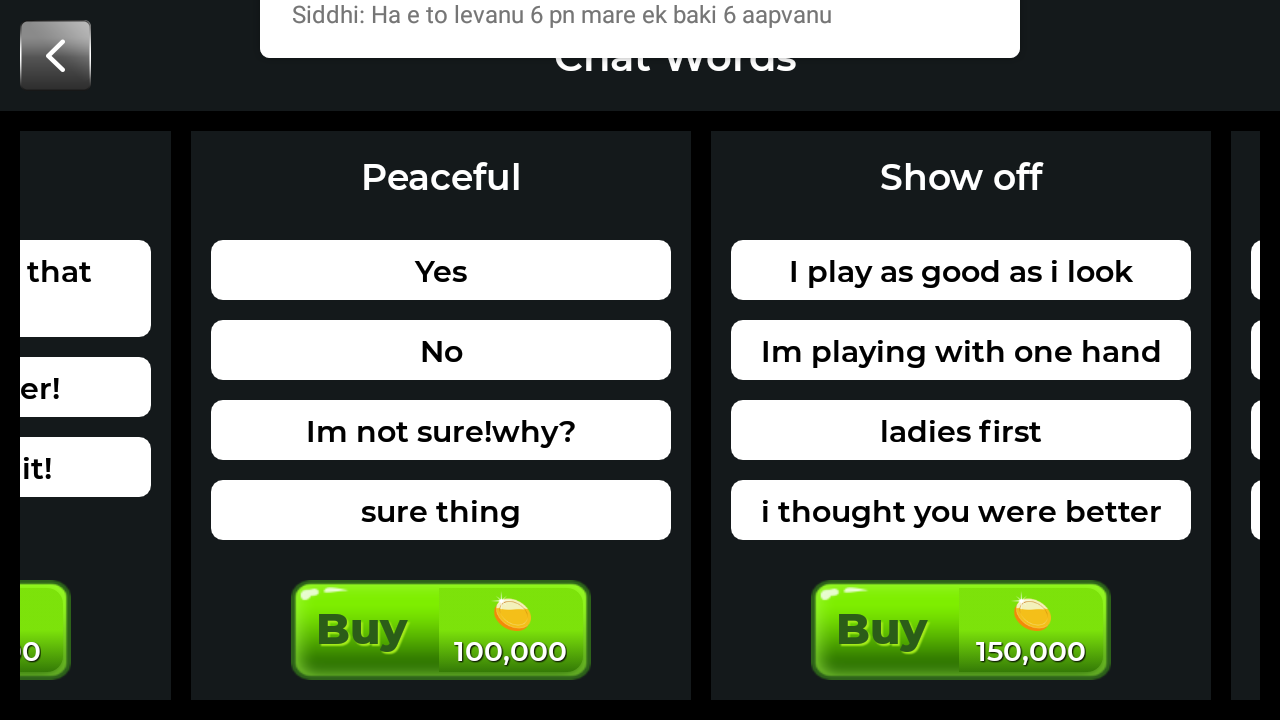 Siddhi: Ha e to levanu 6 pn mare ek baki 6 aapvanu
Chat Words
that
er!
it!
0
Peaceful
Yes
No
Im not sure!why?
sure thing
Buy
100,000
Show off
I play as good as i look
Im playing with one hand
ladies first
i thought you were better
Buy
150,000